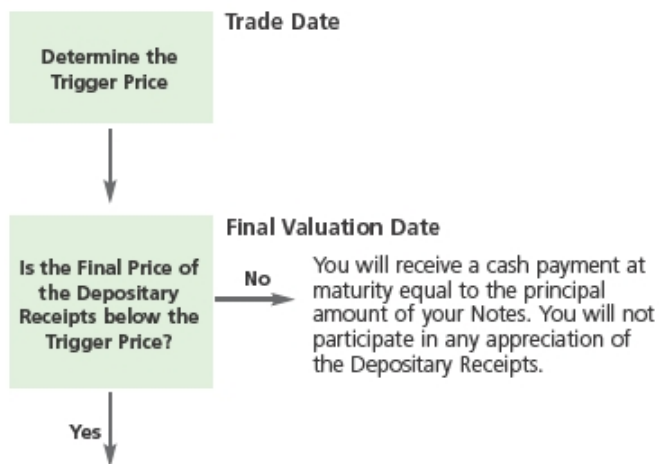 Trade Date
Determine the
Trigger Price
Final Valuation Date
Is the Final Price of
the Depositary
Receipts below the
Trigger Price?
No
You will receive a cash payment at
maturity equal to the principal
amount of your Notes. You will not
participate in any appreciation of
the Depositary Receipts.
Yes